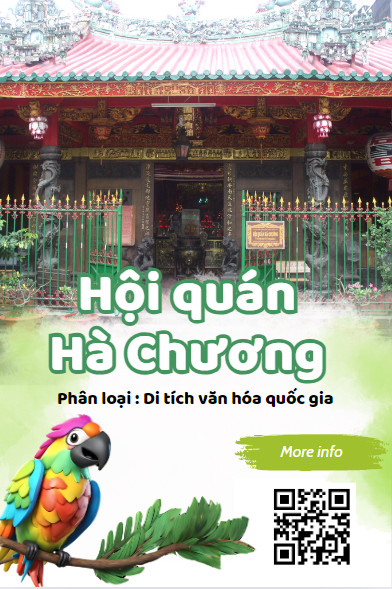 Hội quán
Hà Chương
Phân loại : Di tích văn hóa quốc gia
More info